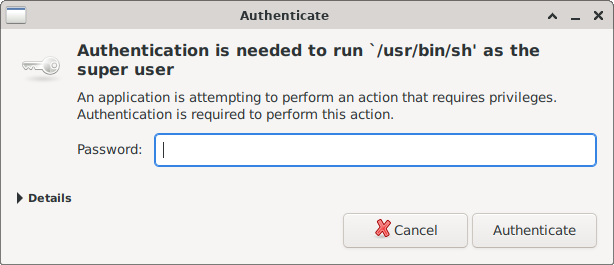 Authenticate
Authentication is needed to run `/usr/bin/sh' as the
super user
An application is attempting to perform an action that requires privileges.
Authentication is required to perform this action.
Password:
Details
Cancel
Authenticate